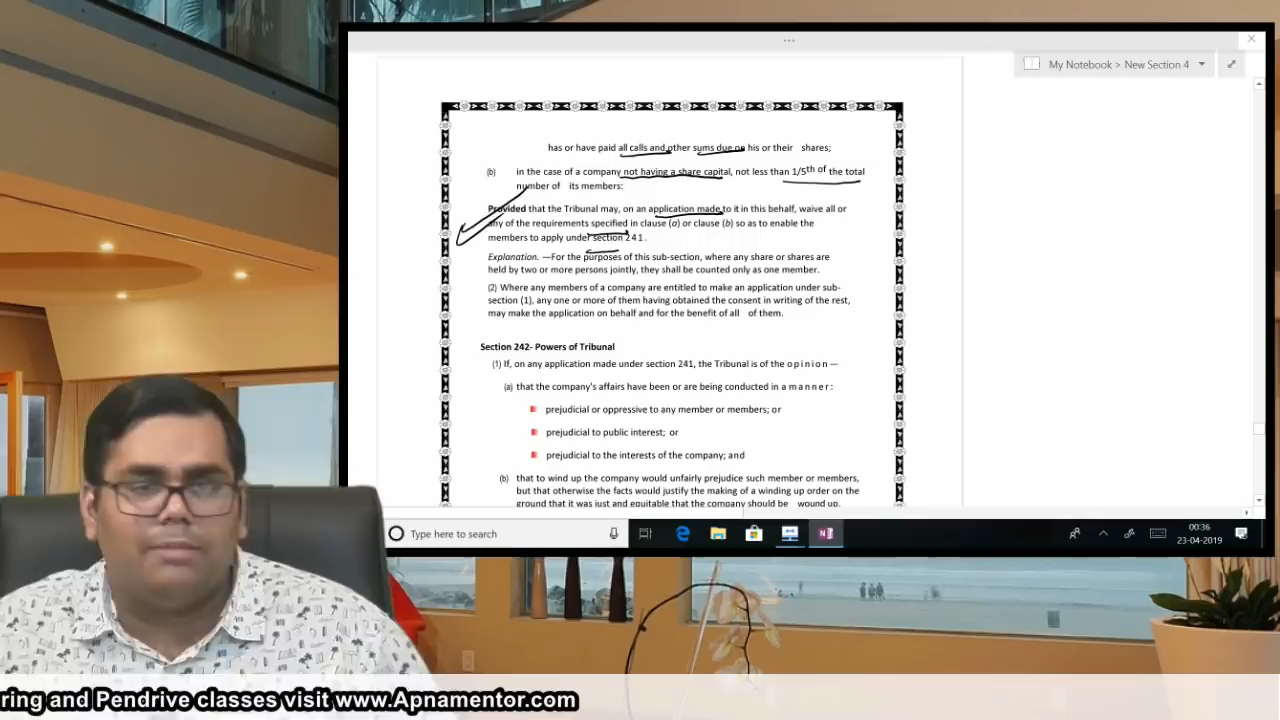 My Notebook > New Section 4
has or have paid all calls and other sums due on his or their shares;
(b) in the case of a company not having a share capital, not less than 1/5th of the total
number of its members:
Provided that the Tribunal may, on an application made to it in this behalf, waive all or
any of the requirements specified in clause (a) or clause (b) so as to enable the
members to apply under section 241.
Explanation. —For the purposes of this sub-section, where any share or shares are
held by two or more persons jointly, they shall be counted only as one member.
(2) Where any members of a company are entitled to make an application under sub-
section (1), any one or more of them having obtained the consent in writing of the rest,
may make the application on behalf and for the benefit of all of them.
Section 242- Powers of Tribunal
(1) If, on any application made under section 241, the Tribunal is of the opinion —
(a) that the company's affairs have been or are being conducted in a manner:
prejudicial or oppressive to any member or members; or
prejudicial to public interest; or
prejudicial to the interests of the company; and
(b) that to wind up the company would unfairly prejudice such member or members,
but that otherwise the facts would justify the making of a winding up order on the
ground that it was just and equitable that the company should be wound up.
Type here to search
00:36
23-04-2019
ring and Pendrive classes visit www.Apnamentor.com